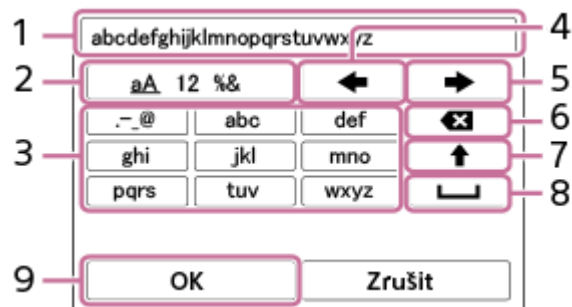 1 abcdefghijklmnopqrstuvwxyz 4
2 aA 12 %& 5
.-_@ abc def 6
3 ghi jkl mno 7
pqrs tuv wxyz 8
9 OK Zrušit